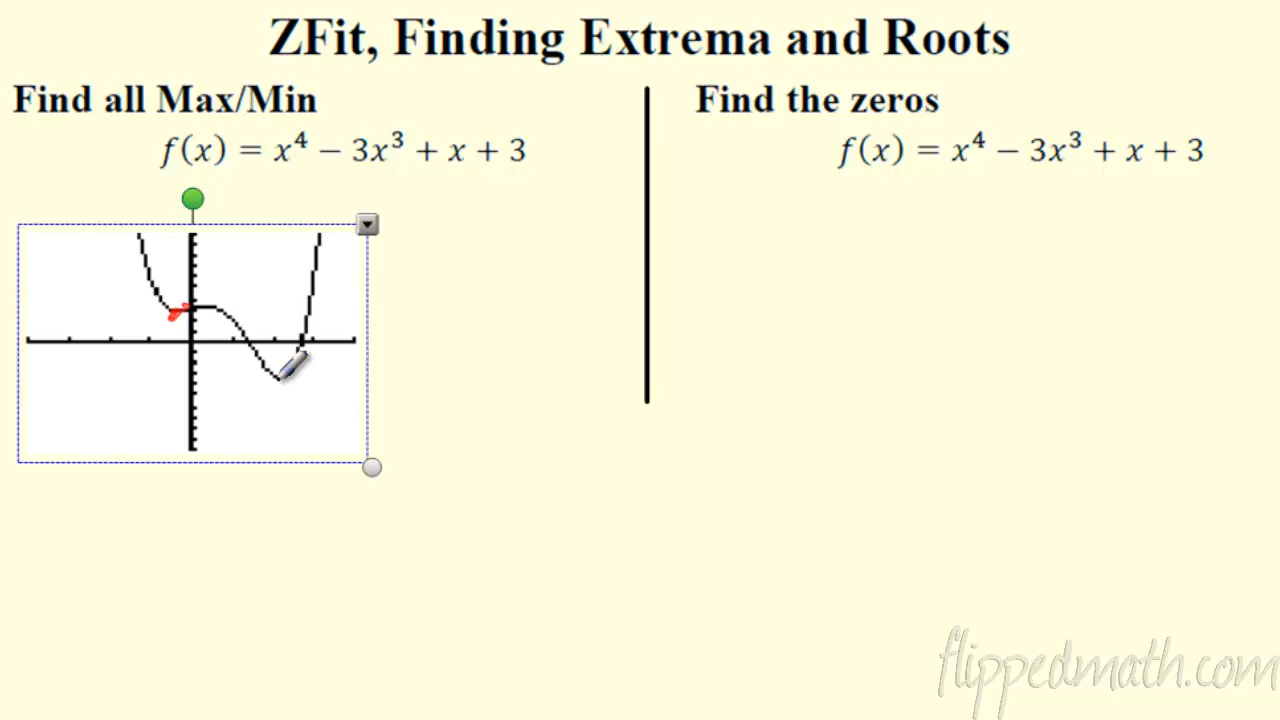 ZFit, Finding Extrema and Roots
Find all Max/Min
f(x) = x⁴ − 3x³ + x + 3
Find the zeros
f(x) = x⁴ − 3x³ + x + 3
flippedmath.com